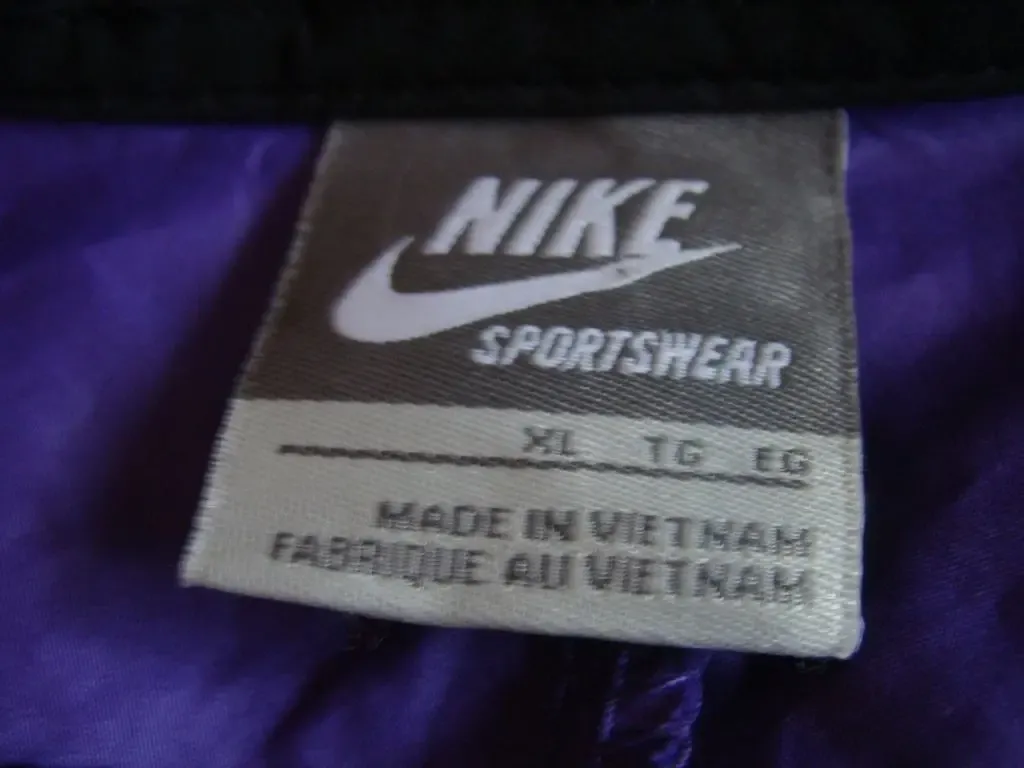 NIKE
SPORTSWEAR
XL TG EG
MADE IN VIETNAM
FABRIQUE AU VIETNAM